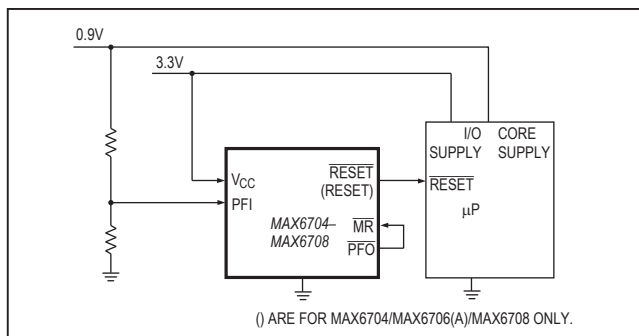 0.9V
3.3V
I/O SUPPLY
CORE SUPPLY
VCC
RESET
(RESET)
RESET
PFI
µP
MAX6704–
MAX6708
MR
PFO
() ARE FOR MAX6704/MAX6706(A)/MAX6708 ONLY.